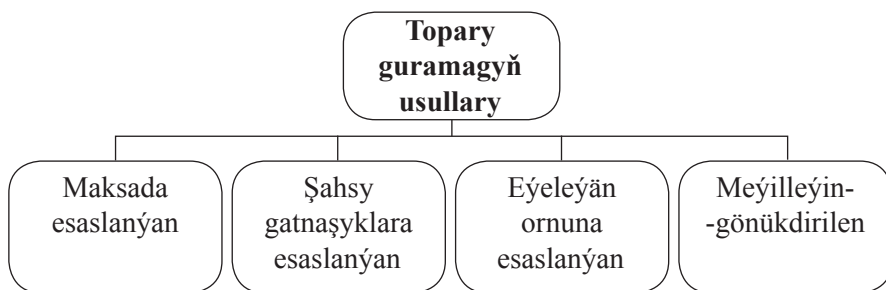 Topary
guramagyň
usullary
Maksada
esaslanýan
Şahsy
gatnaşyklara
esaslanýan
Eýeleýän
ornuna
esaslanýan
Meýilleýin-
-gönükdirilen